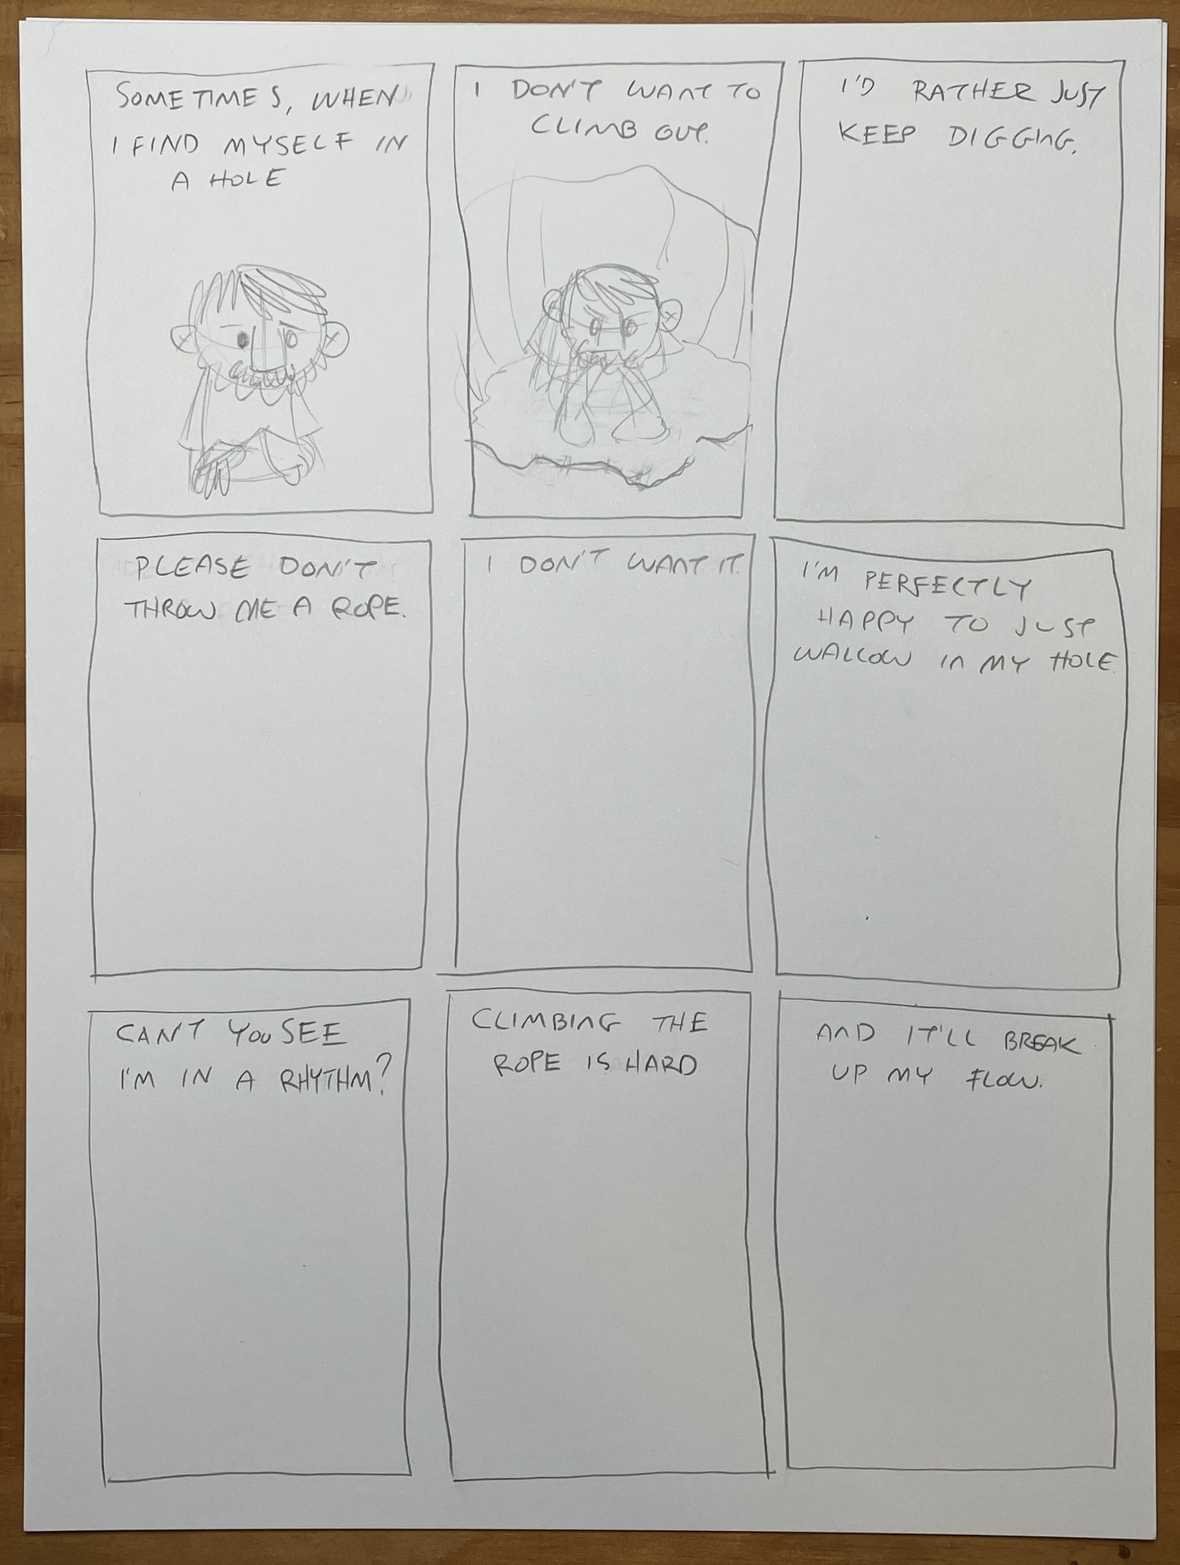 SOMETIMES, WHEN
I FIND MYSELF IN
A HOLE
I DON'T WANT TO
CLIMB OUT.
I'D RATHER JUST
KEEP DIGGING.
PLEASE DON'T
THROW ME A ROPE.
I DON'T WANT IT.
I'M PERFECTLY
HAPPY TO JUST
WALLOW IN MY HOLE.
CAN'T YOU SEE
I'M IN A RHYTHM?
CLIMBING THE
ROPE IS HARD
AND IT'LL BREAK
UP MY FLOW.